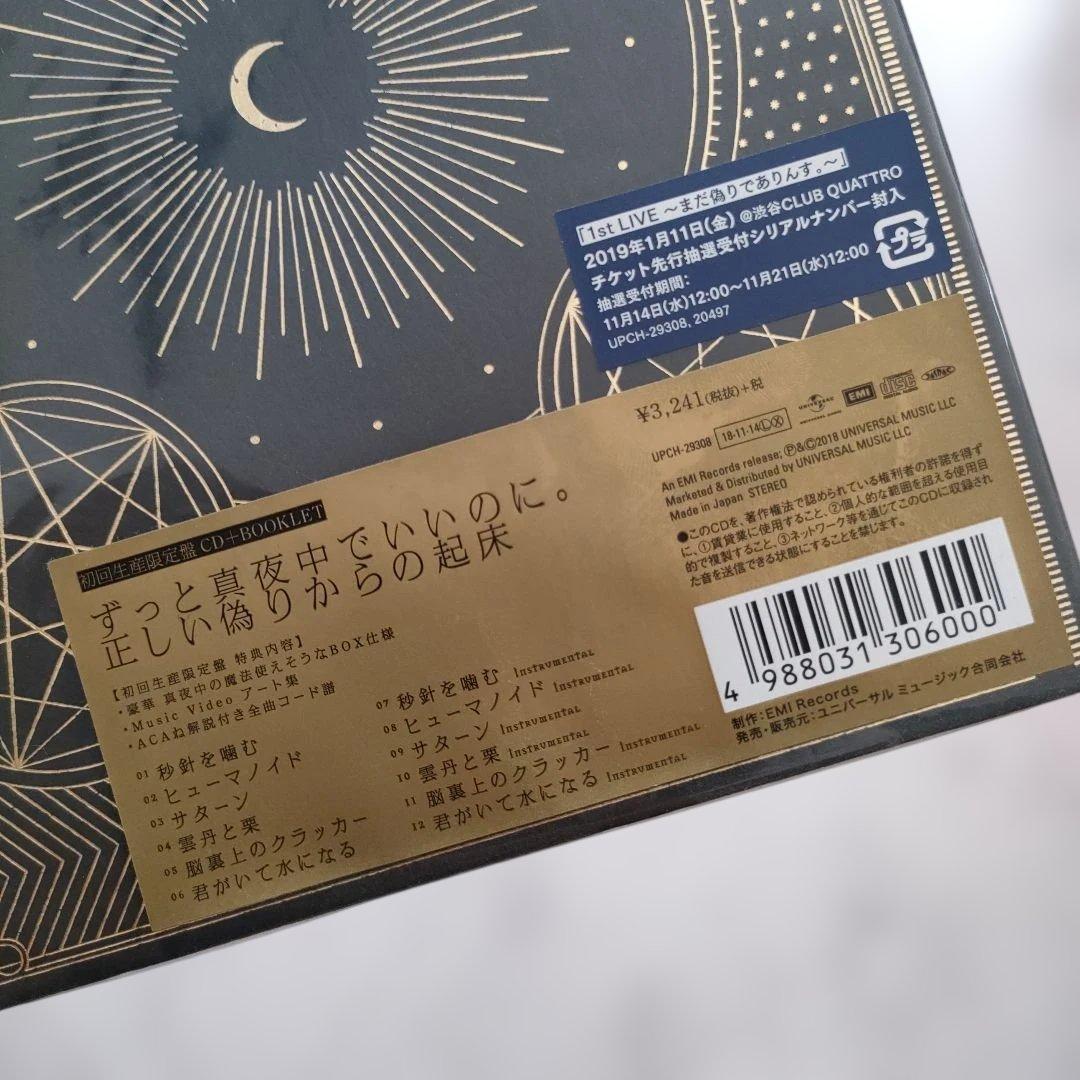 「1st LIVE ～まだ偽りでありんす。～」
2019年1月11日(金) @渋谷CLUB QUATTRO
チケット先行抽選受付シリアルナンバー封入
抽選受付期間:
11月14日(水)12:00～11月21日(水)12:00
UPCH-29308, 20497
プラ
¥3,241(税抜)+税
UPCH-29308 18·11·14 Ⓛ Ⓧ
UNIVERSAL
EMI
COMPACT disc DIGITAL AUDIO
An EMI Records release; Ⓟ&Ⓒ2018 UNIVERSAL MUSIC LLC
Marketed & Distributed by UNIVERSAL MUSIC LLC
Made in Japan STEREO
●このCDを、著作権法で認められている権利者の許諾を得ず
に、①賃貸業に使用すること、②個人的な範囲を超える使用目
的で複製すること、③ネットワーク等を通じてこのCDに収録され
た音を送信できる状態にすることを禁じます。
4 988031 306000
制作：EMI Records
発売・販売元：ユニバーサル ミュージック合同会社
初回生産限定盤 CD+BOOKLET
ずっと真夜中でいいのに。
正しい偽りからの起床
【初回生産限定盤 特典内容】
・豪華 真夜中の魔法使えそうなBOX仕様
・Music Video アート集
・ACAね解説付き全曲コード譜
01 秒針を噛む
02 ヒューマノイド
03 サターン
04 雲丹と栗
05 脳裏上のクラッカー
06 君がいて水になる
07 秒針を噛む Instrumental
08 ヒューマノイド Instrumental
09 サターン Instrumental
10 雲丹と栗 Instrumental
11 脳裏上のクラッカー Instrumental
12 君がいて水になる Instrumental